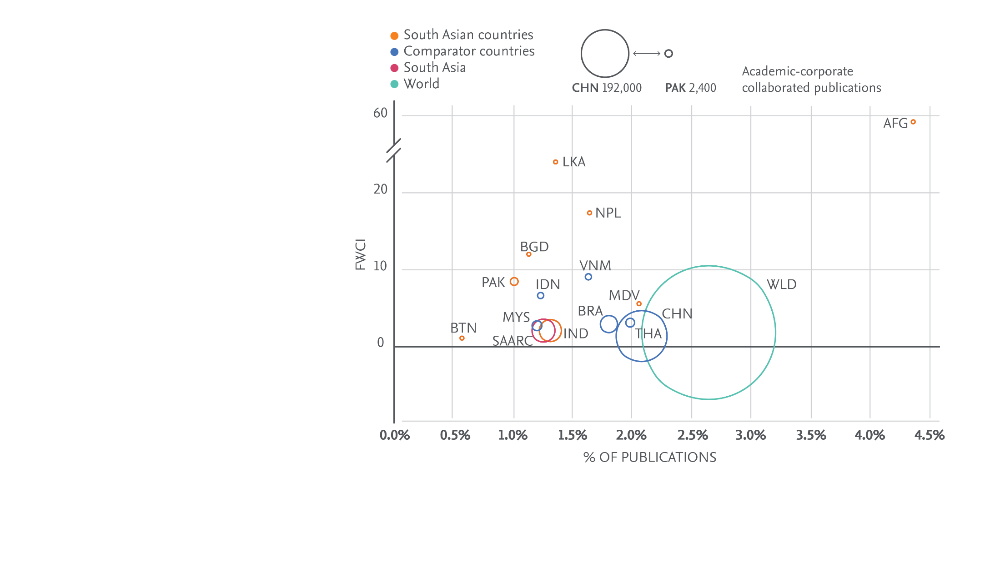 South Asian countries
Comparator countries
South Asia
World
CHN 192,000
PAK 2,400
Academic-corporate
collaborated publications
60
AFG
LKA
20
NPL
BGD
FWCI
10
VNM
PAK
IDN
WLD
MDV
BRA
CHN
MYS
BTN
IND
THA
SAARC
0
0.0%
0.5%
1.0%
1.5%
2.0%
2.5%
3.0%
3.5%
4.0%
4.5%
% OF PUBLICATIONS